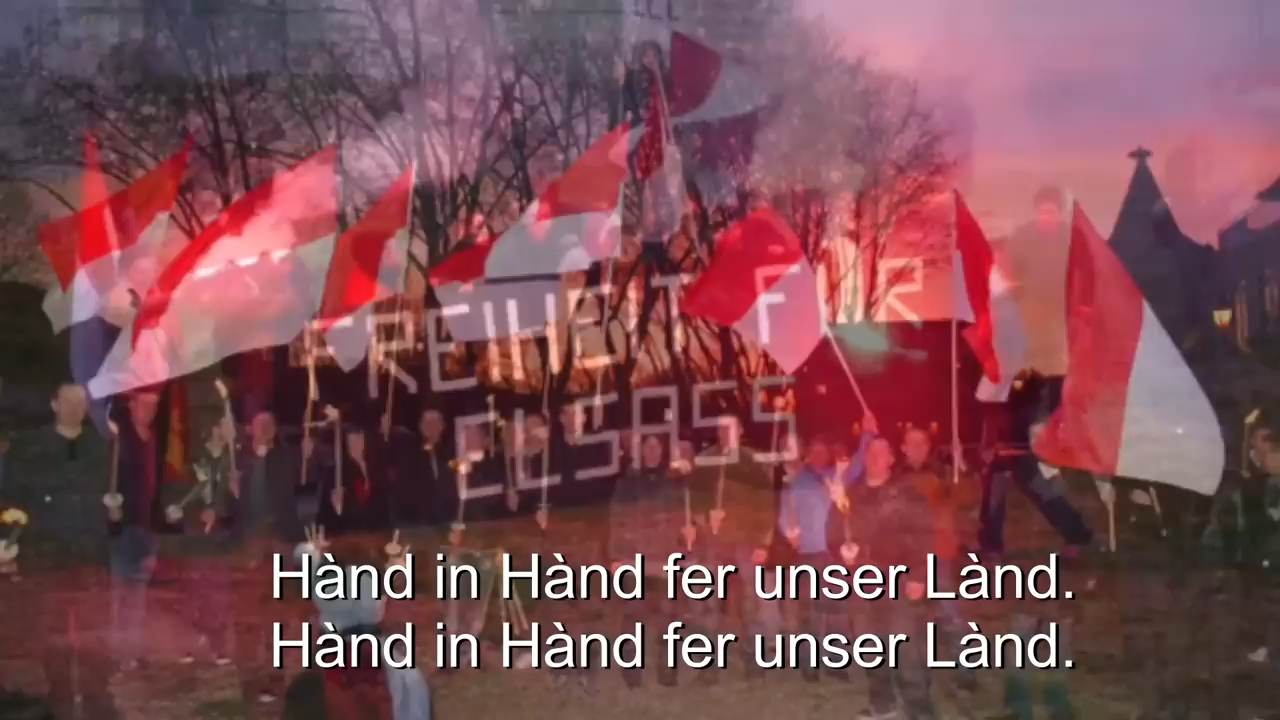 FREIHEIT FÜR
ELSASS
Hànd in Hànd fer unser Lànd.
Hànd in Hànd fer unser Lànd.